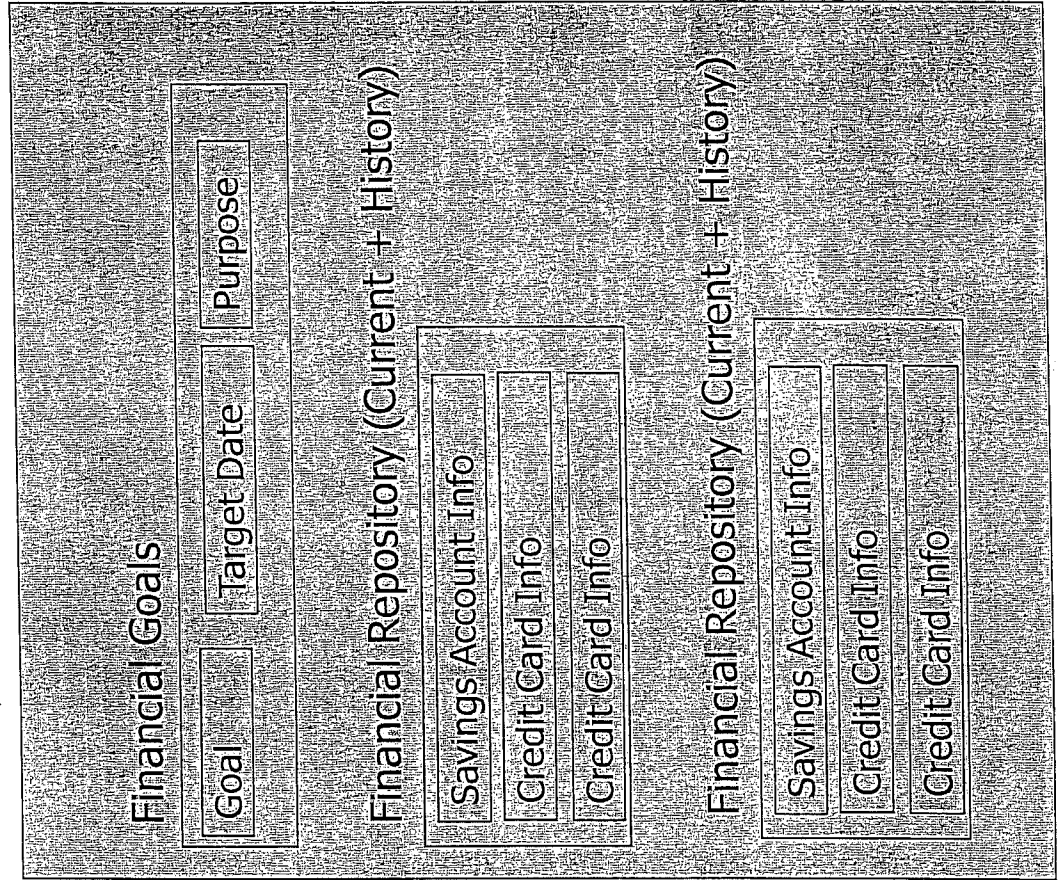 Financial Goals
Goal Target Date Purpose
Financial Repository (Current + History)
Savings Account Info
Credit Card Info
Credit Card Info
Financial Repository (Current + History)
Savings Account Info
Credit Card Info
Credit Card Info